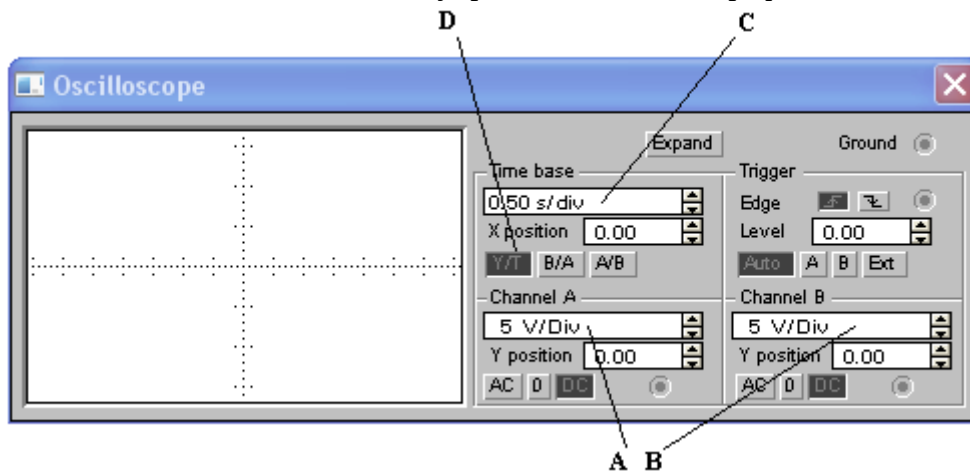 D C
Oscilloscope
Expand Ground
Time base Trigger
0.50 s/div Edge
X position 0.00 Level 0.00
Y/T B/A A/B Auto A B Ext
Channel A Channel B
5 V/Div 5 V/Div
Y position 0.00 Y position 0.00
AC 0 DC AC 0 DC
A B